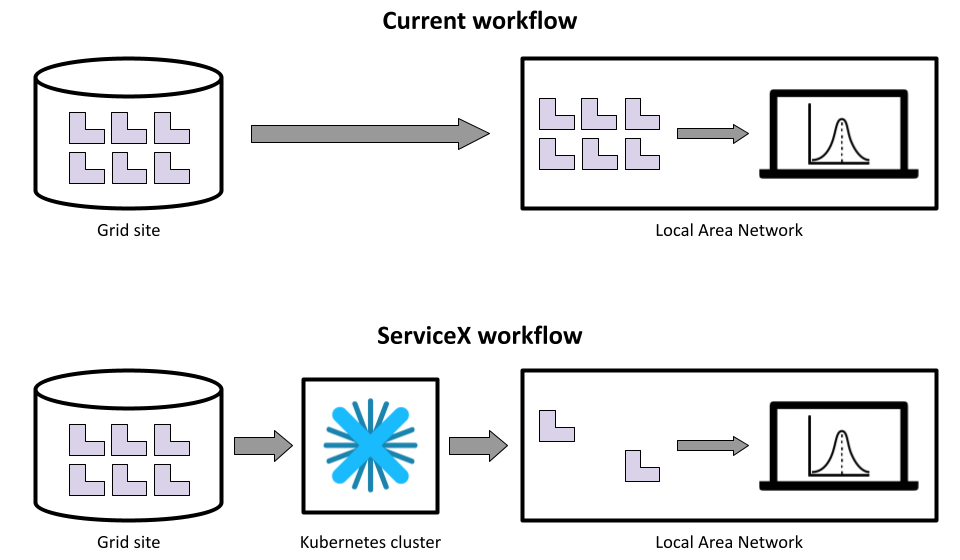 Current workflow
Grid site
Local Area Network
ServiceX workflow
Grid site
Kubernetes cluster
Local Area Network